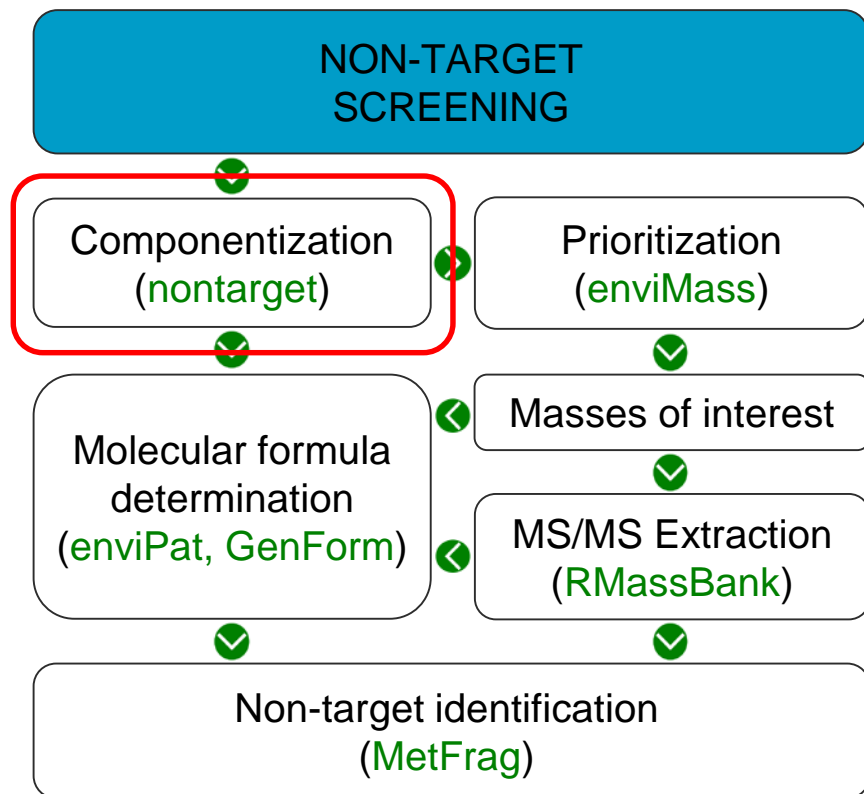 NON-TARGET
SCREENING
Componentization
(nontarget)
Prioritization
(enviMass)
Masses of interest
Molecular formula
determination
(enviPat, GenForm)
MS/MS Extraction
(RMassBank)
Non-target identification
(MetFrag)